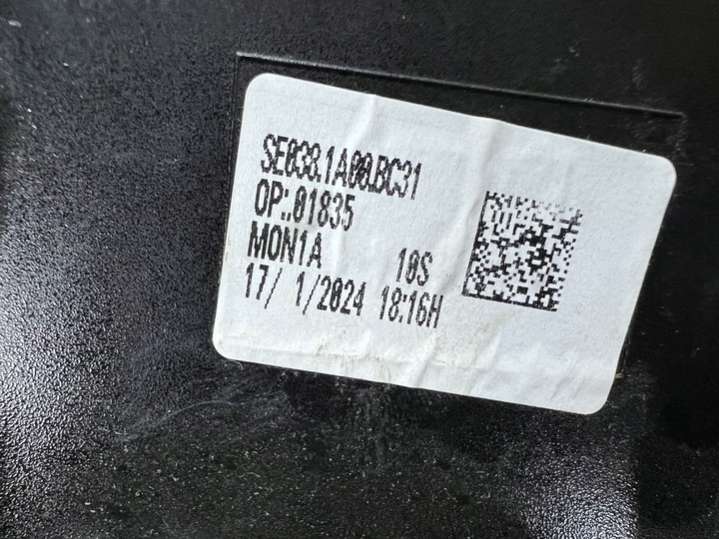 SE038.1A00.BC31
OP.:01835
MON1A 10S
17/ 1/2024 18:16H